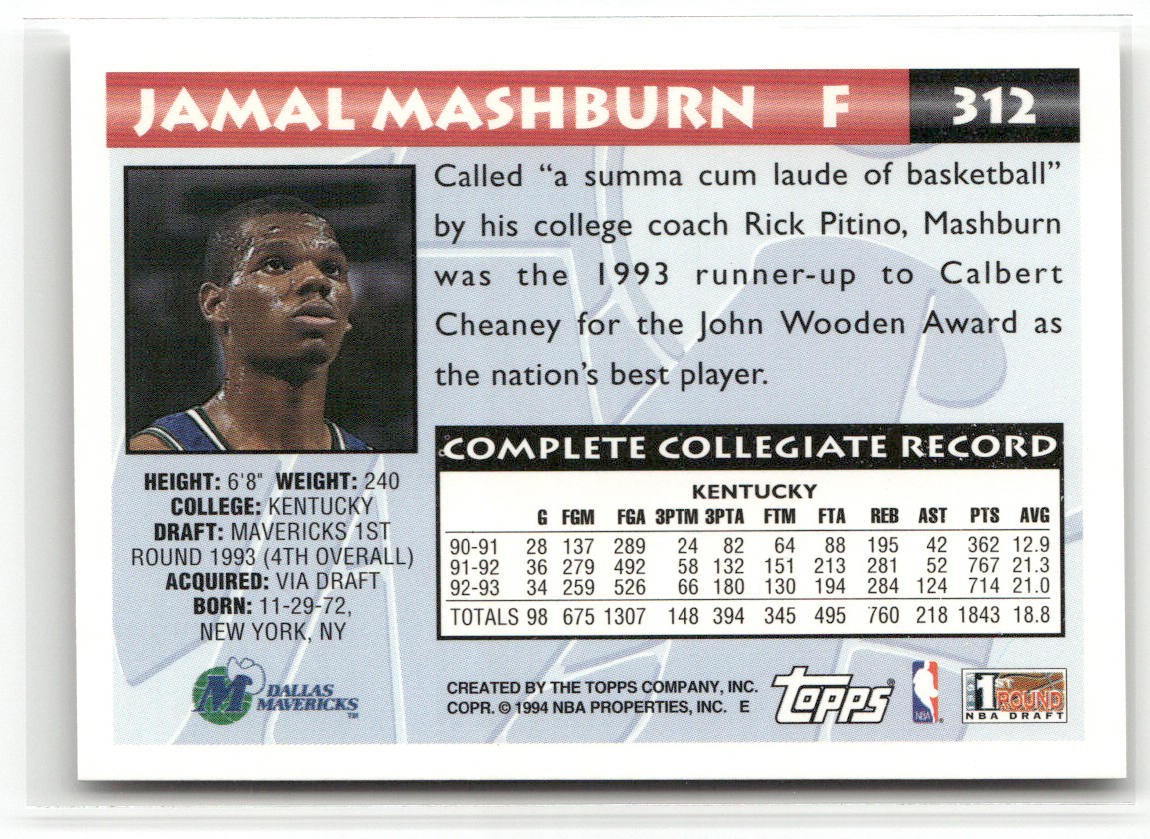 JAMAL MASHBURN F 312
Called “a summa cum laude of basketball”
by his college coach Rick Pitino, Mashburn
was the 1993 runner-up to Calbert
Cheaney for the John Wooden Award as
the nation's best player.
HEIGHT: 6'8" WEIGHT: 240
COLLEGE: KENTUCKY
DRAFT: MAVERICKS 1ST
ROUND 1993 (4TH OVERALL)
ACQUIRED: VIA DRAFT
BORN: 11-29-72,
NEW YORK, NY
M DALLAS
MAVERICKS™
COMPLETE COLLEGIATE RECORD
KENTUCKY
G FGM FGA 3PTM 3PTA FTM FTA REB AST PTS AVG
90-91 28 137 289 24 82 64 88 195 42 362 12.9
91-92 36 279 492 58 132 151 213 281 52 767 21.3
92-93 34 259 526 66 180 130 194 284 124 714 21.0
TOTALS 98 675 1307 148 394 345 495 760 218 1843 18.8
CREATED BY THE TOPPS COMPANY, INC.
COPR. © 1994 NBA PROPERTIES, INC. E
TOPPS®
NBA®
1ST
ROUND
NBA DRAFT